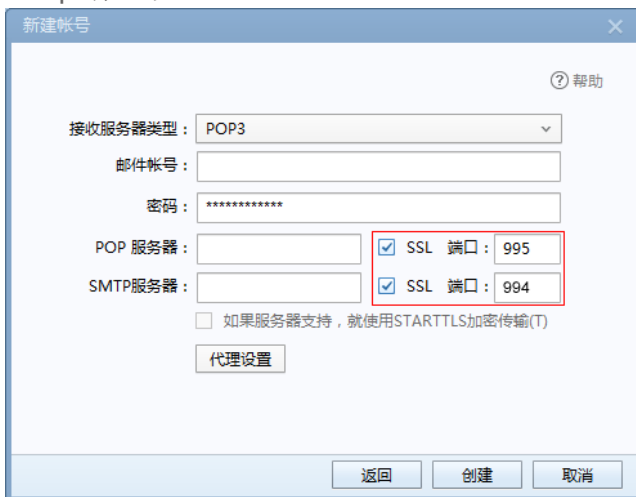 新建帐号
帮助
接收服务器类型： POP3
邮件帐号：
密码： ************
POP 服务器： SSL 端口： 995
SMTP服务器： SSL 端口： 994
如果服务器支持，就使用STARTTLS加密传输(T)
代理设置
返回 创建 取消